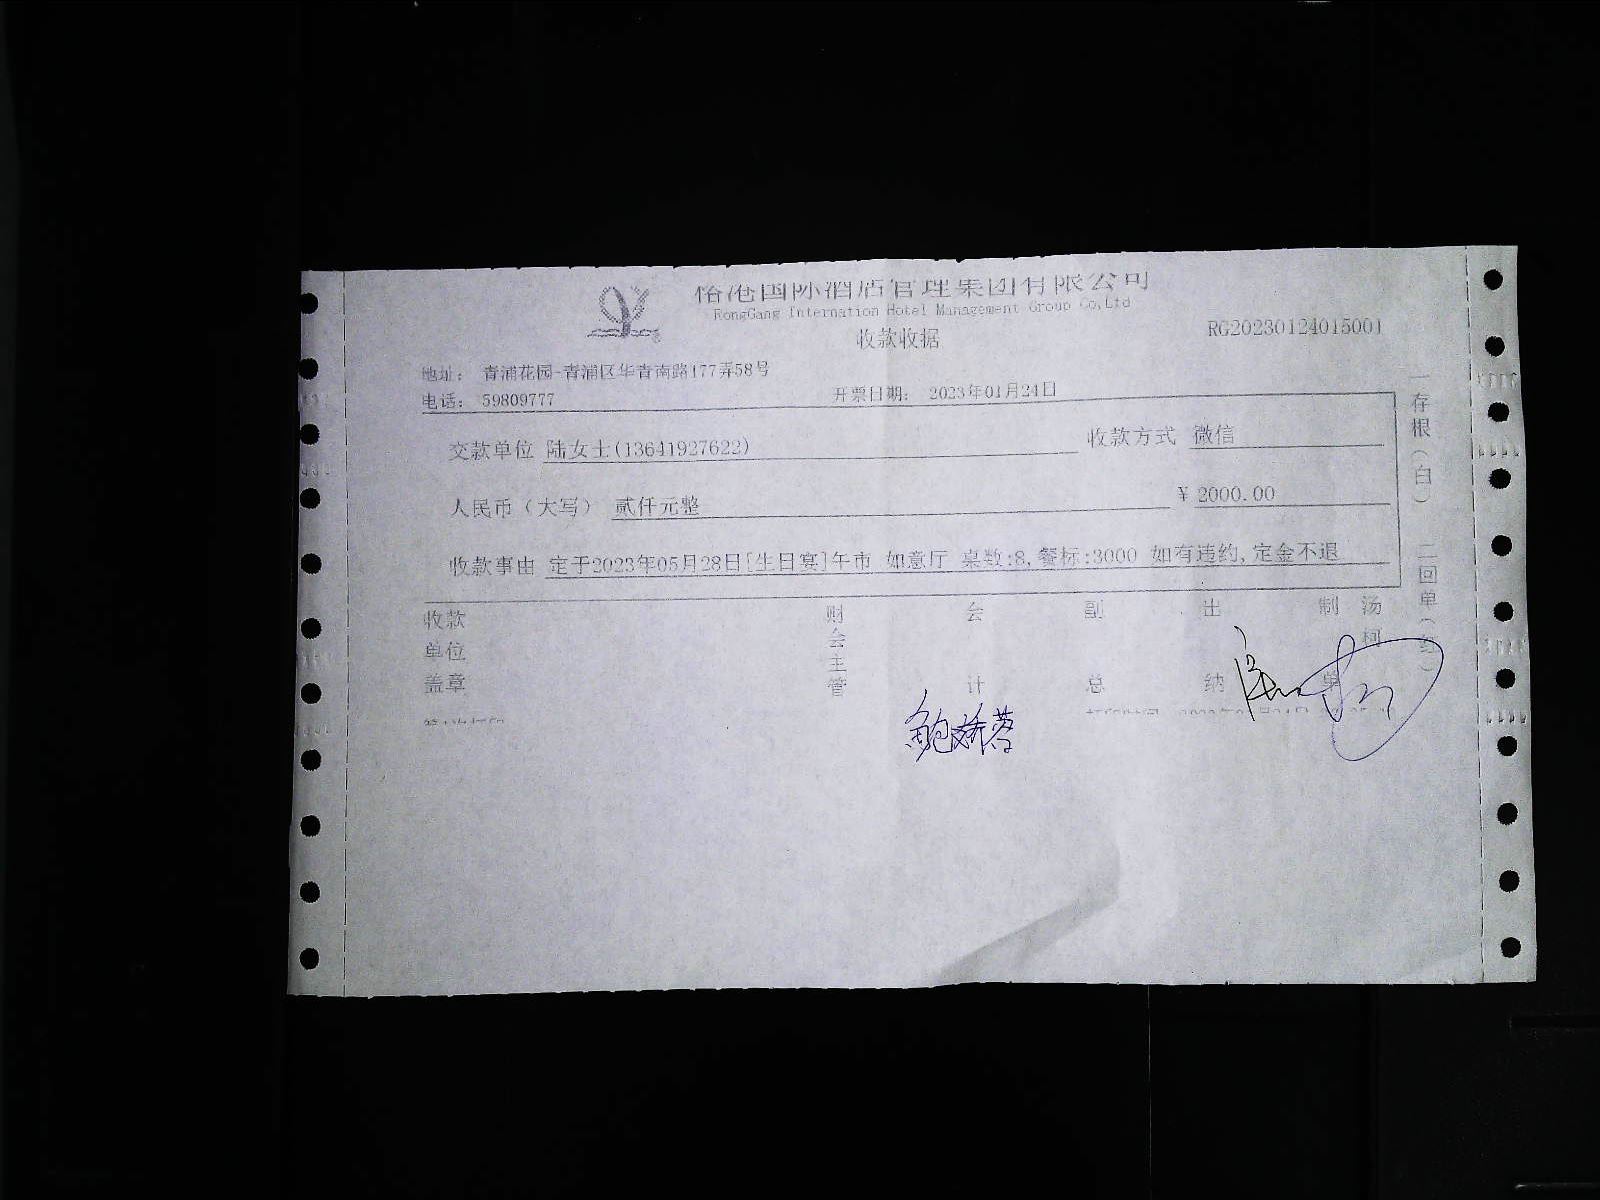 国际酒店管理集团有限公司
RongGang Internation Hotel Management Group Co,Ltd
收款收据
RG20230124015001
地址： 青浦花园-青浦区华青南路177弄58号
电话： 59809777
开票日期： 2023年01月24日
交款单位 陆女士(13641927622)
收款方式 微信
人民币（大写） 贰仟元整
￥ 2000.00
收款事由 定于2023年05月28日[生日宴]午市 如意厅 桌数:8,餐标:3000 如有违约,定金不退
收款单位盖章
财会主管
会计
副总
出纳
制单
汤柯
鲍娇蓉
一存根（白） 二回单（红）